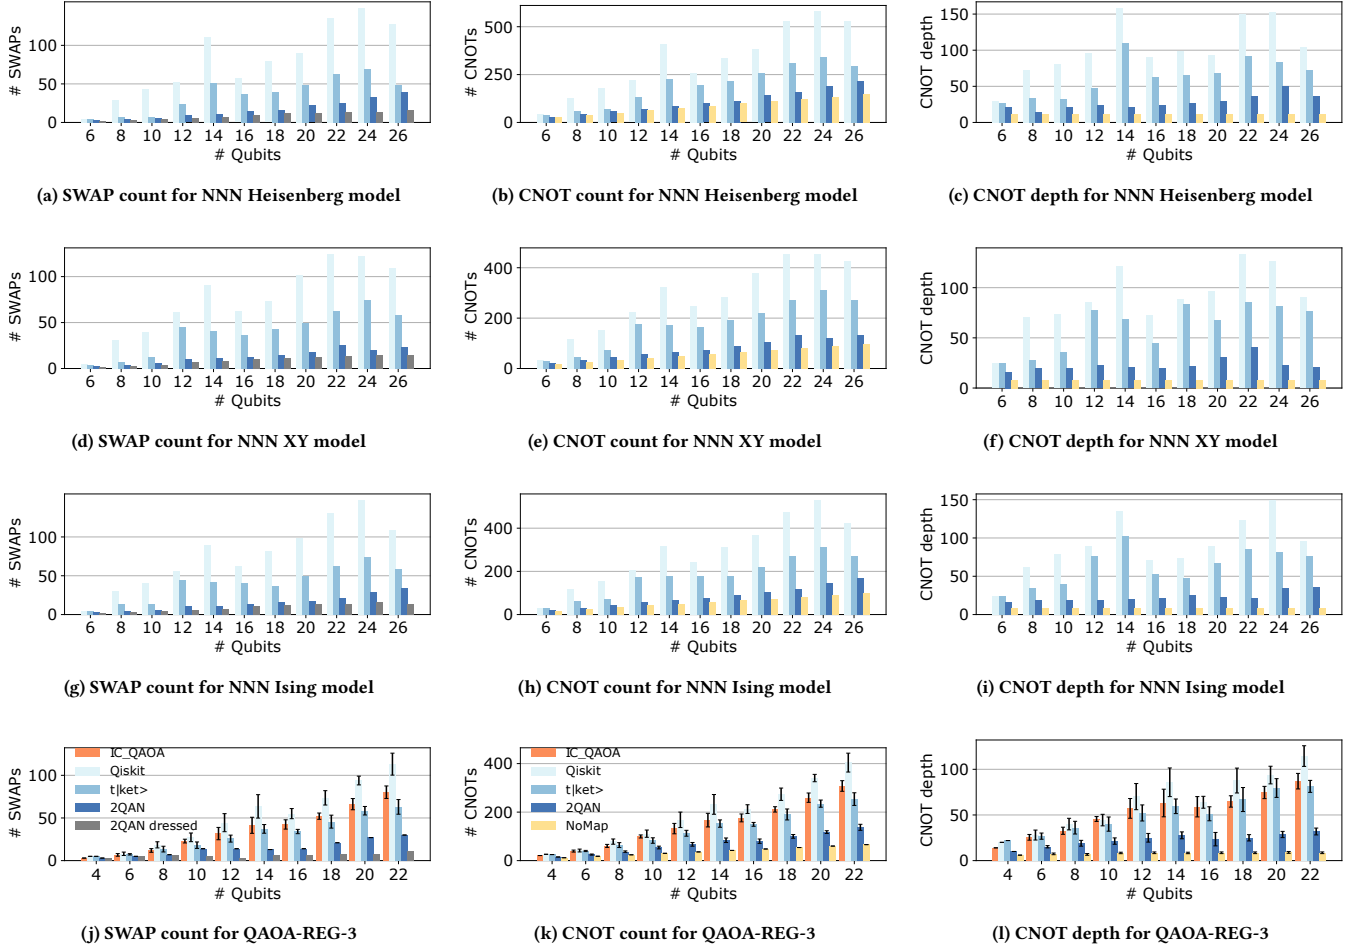 # SWAPs
100
50
0
6 8 10 12 14 16 18 20 22 24 26
# Qubits
(a) SWAP count for NNN Heisenberg model
# CNOTs
500
250
0
6 8 10 12 14 16 18 20 22 24 26
# Qubits
(b) CNOT count for NNN Heisenberg model
CNOT depth
150
100
50
0
6 8 10 12 14 16 18 20 22 24 26
# Qubits
(c) CNOT depth for NNN Heisenberg model
# SWAPs
100
50
0
6 8 10 12 14 16 18 20 22 24 26
# Qubits
(d) SWAP count for NNN XY model
# CNOTs
400
200
0
6 8 10 12 14 16 18 20 22 24 26
# Qubits
(e) CNOT count for NNN XY model
CNOT depth
100
50
0
6 8 10 12 14 16 18 20 22 24 26
# Qubits
(f) CNOT depth for NNN XY model
# SWAPs
100
50
0
6 8 10 12 14 16 18 20 22 24 26
# Qubits
(g) SWAP count for NNN Ising model
# CNOTs
400
200
0
6 8 10 12 14 16 18 20 22 24 26
# Qubits
(h) CNOT count for NNN Ising model
CNOT depth
150
100
50
0
6 8 10 12 14 16 18 20 22 24 26
# Qubits
(i) CNOT depth for NNN Ising model
# SWAPs
100
50
0
IC_QAOA
Qiskit
t|ket>
2QAN
2QAN dressed
4 6 8 10 12 14 16 18 20 22
# Qubits
(j) SWAP count for QAOA-REG-3
# CNOTs
400
200
0
IC_QAOA
Qiskit
t|ket>
2QAN
NoMap
4 6 8 10 12 14 16 18 20 22
# Qubits
(k) CNOT count for QAOA-REG-3
CNOT depth
100
50
0
4 6 8 10 12 14 16 18 20 22
# Qubits
(l) CNOT depth for QAOA-REG-3